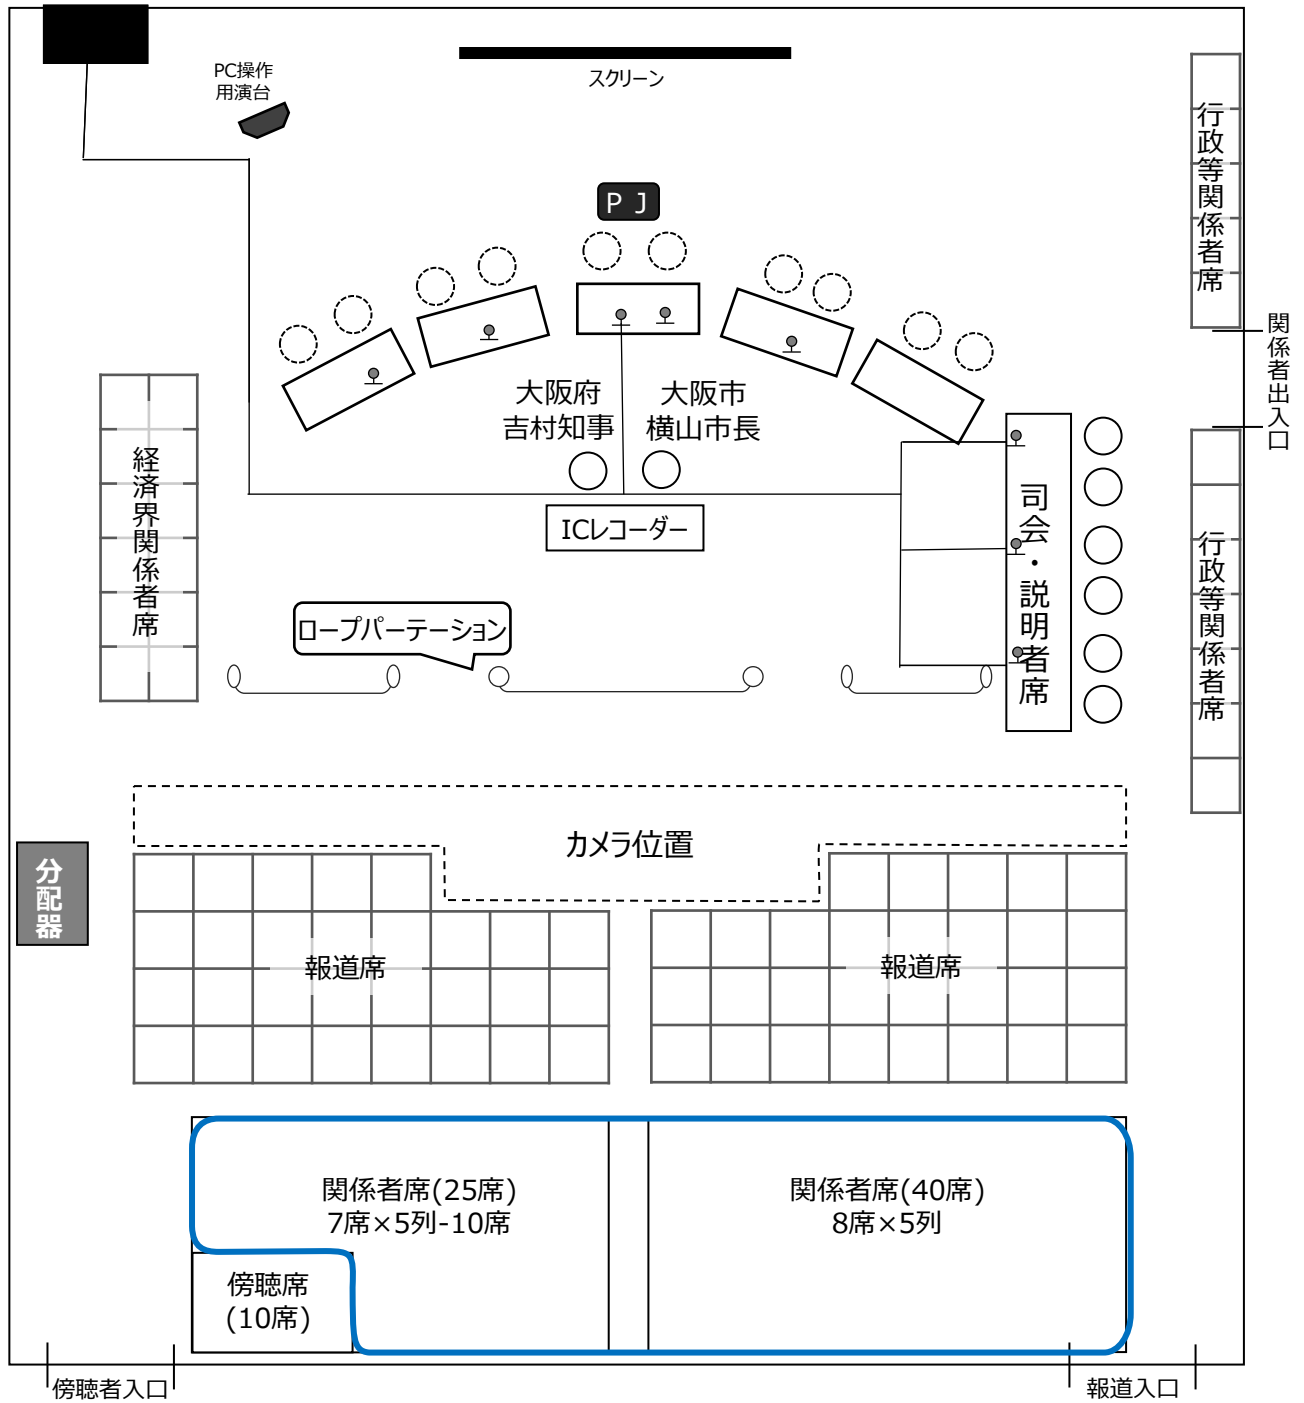 PC操作
用演台
スクリーン
ＰＪ
行政等関係者席
関係者出入口
大阪府
吉村知事
大阪市
横山市長
経済界関係者席
ICレコーダー
司会・説明者席
行政等関係者席
ロープパーテーション
カメラ位置
分配器
報道席
報道席
関係者席(25席)
7席×5列-10席
関係者席(40席)
8席×5列
傍聴席
(10席)
傍聴者入口
報道入口